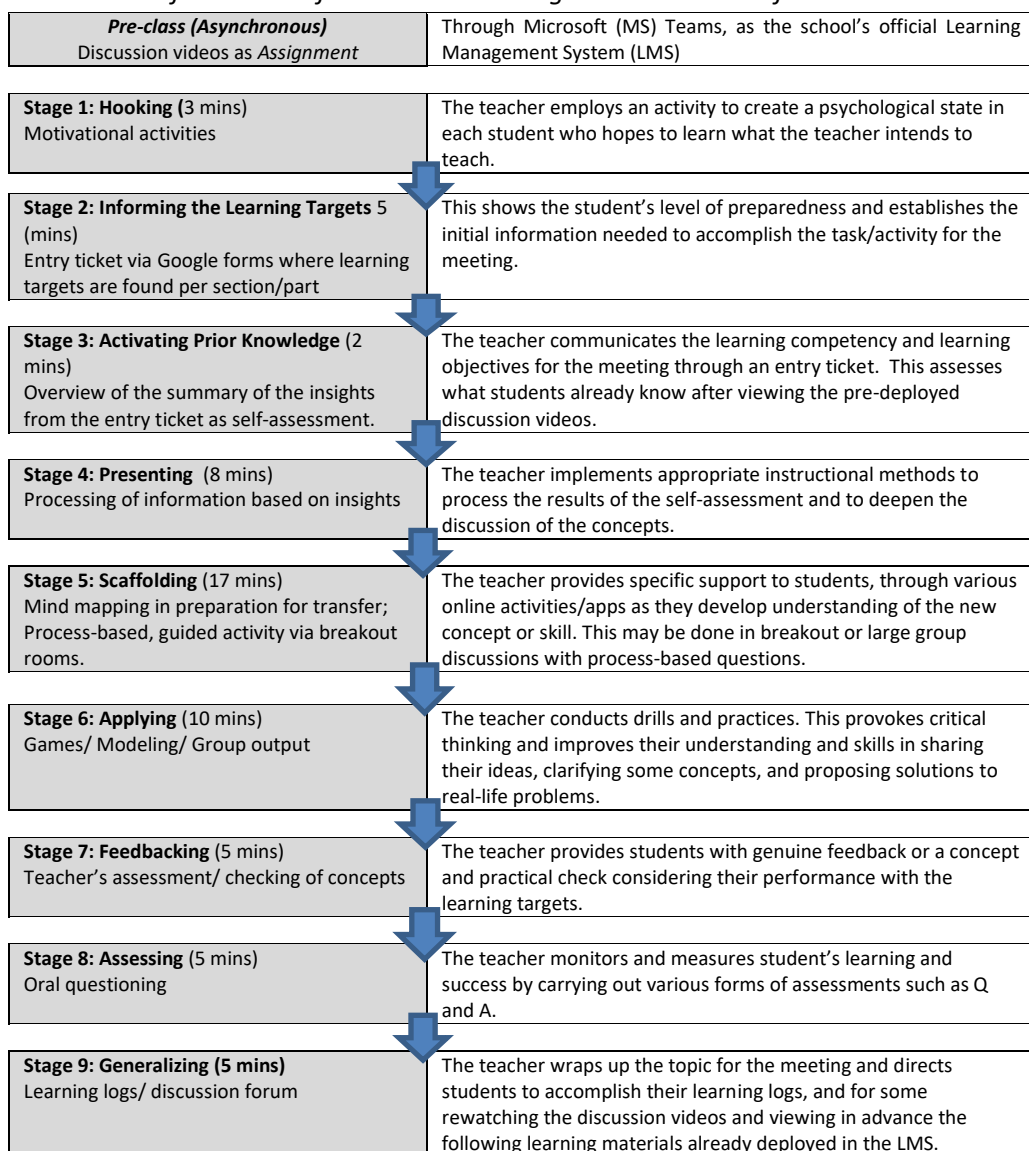 Pre-class (Asynchronous)
Discussion videos as Assignment
Through Microsoft (MS) Teams, as the school's official Learning
Management System (LMS)
Stage 1: Hooking (3 mins)
Motivational activities
The teacher employs an activity to create a psychological state in
each student who hopes to learn what the teacher intends to
teach.
Stage 2: Informing the Learning Targets 5
(mins)
Entry ticket via Google forms where learning
targets are found per section/part
This shows the student's level of preparedness and establishes the
initial information needed to accomplish the task/activity for the
meeting.
Stage 3: Activating Prior Knowledge (2
mins)
Overview of the summary of the insights
from the entry ticket as self-assessment.
The teacher communicates the learning competency and learning
objectives for the meeting through an entry ticket. This assesses
what students already know after viewing the pre-deployed
discussion videos.
Stage 4: Presenting (8 mins)
Processing of information based on insights
The teacher implements appropriate instructional methods to
process the results of the self-assessment and to deepen the
discussion of the concepts.
Stage 5: Scaffolding (17 mins)
Mind mapping in preparation for transfer;
Process-based, guided activity via breakout
rooms.
The teacher provides specific support to students, through various
online activities/apps as they develop understanding of the new
concept or skill. This may be done in breakout or large group
discussions with process-based questions.
Stage 6: Applying (10 mins)
Games/ Modeling/ Group output
The teacher conducts drills and practices. This provokes critical
thinking and improves their understanding and skills in sharing
their ideas, clarifying some concepts, and proposing solutions to
real-life problems.
Stage 7: Feedbacking (5 mins)
Teacher's assessment/ checking of concepts
The teacher provides students with genuine feedback or a concept
and practical check considering their performance with the
learning targets.
Stage 8: Assessing (5 mins)
Oral questioning
The teacher monitors and measures student's learning and
success by carrying out various forms of assessments such as Q
and A.
Stage 9: Generalizing (5 mins)
Learning logs/ discussion forum
The teacher wraps up the topic for the meeting and directs
students to accomplish their learning logs, and for some
rewatching the discussion videos and viewing in advance the
following learning materials already deployed in the LMS.